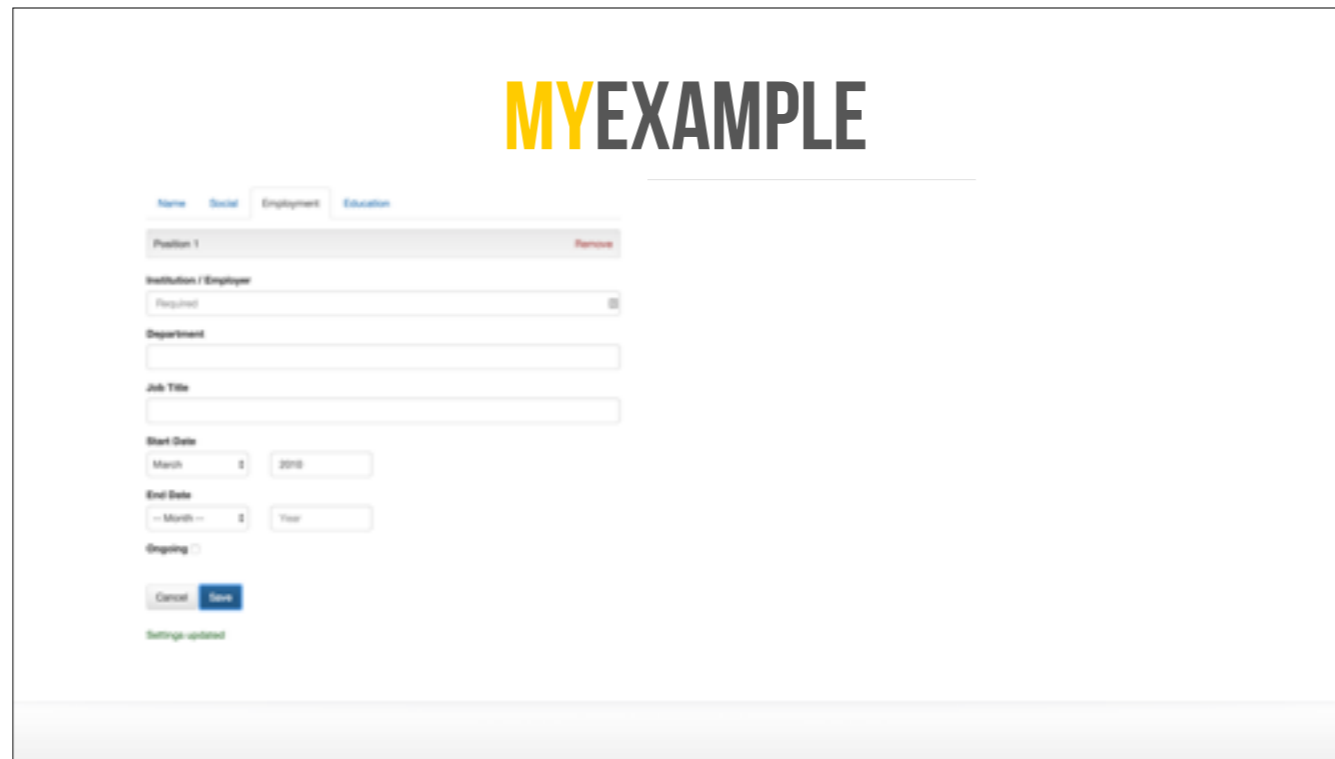 MYEXAMPLE
Name Social Employment Education
Position 1 Remove
Institution / Employer
Required
Department
Job Title
Start Date
March 2010
End Date
-- Month -- Year
Ongoing
Cancel Save
Settings updated